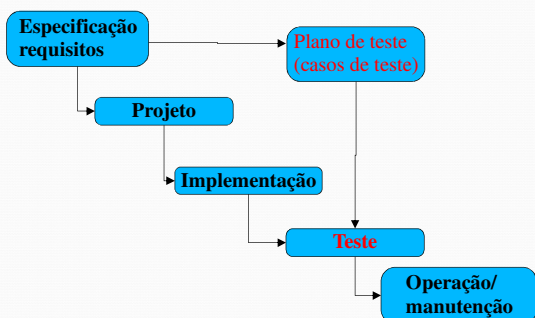 Especificação
requisitos
Plano de teste
(casos de teste)
Projeto
Implementação
Teste
Operação/
manutenção